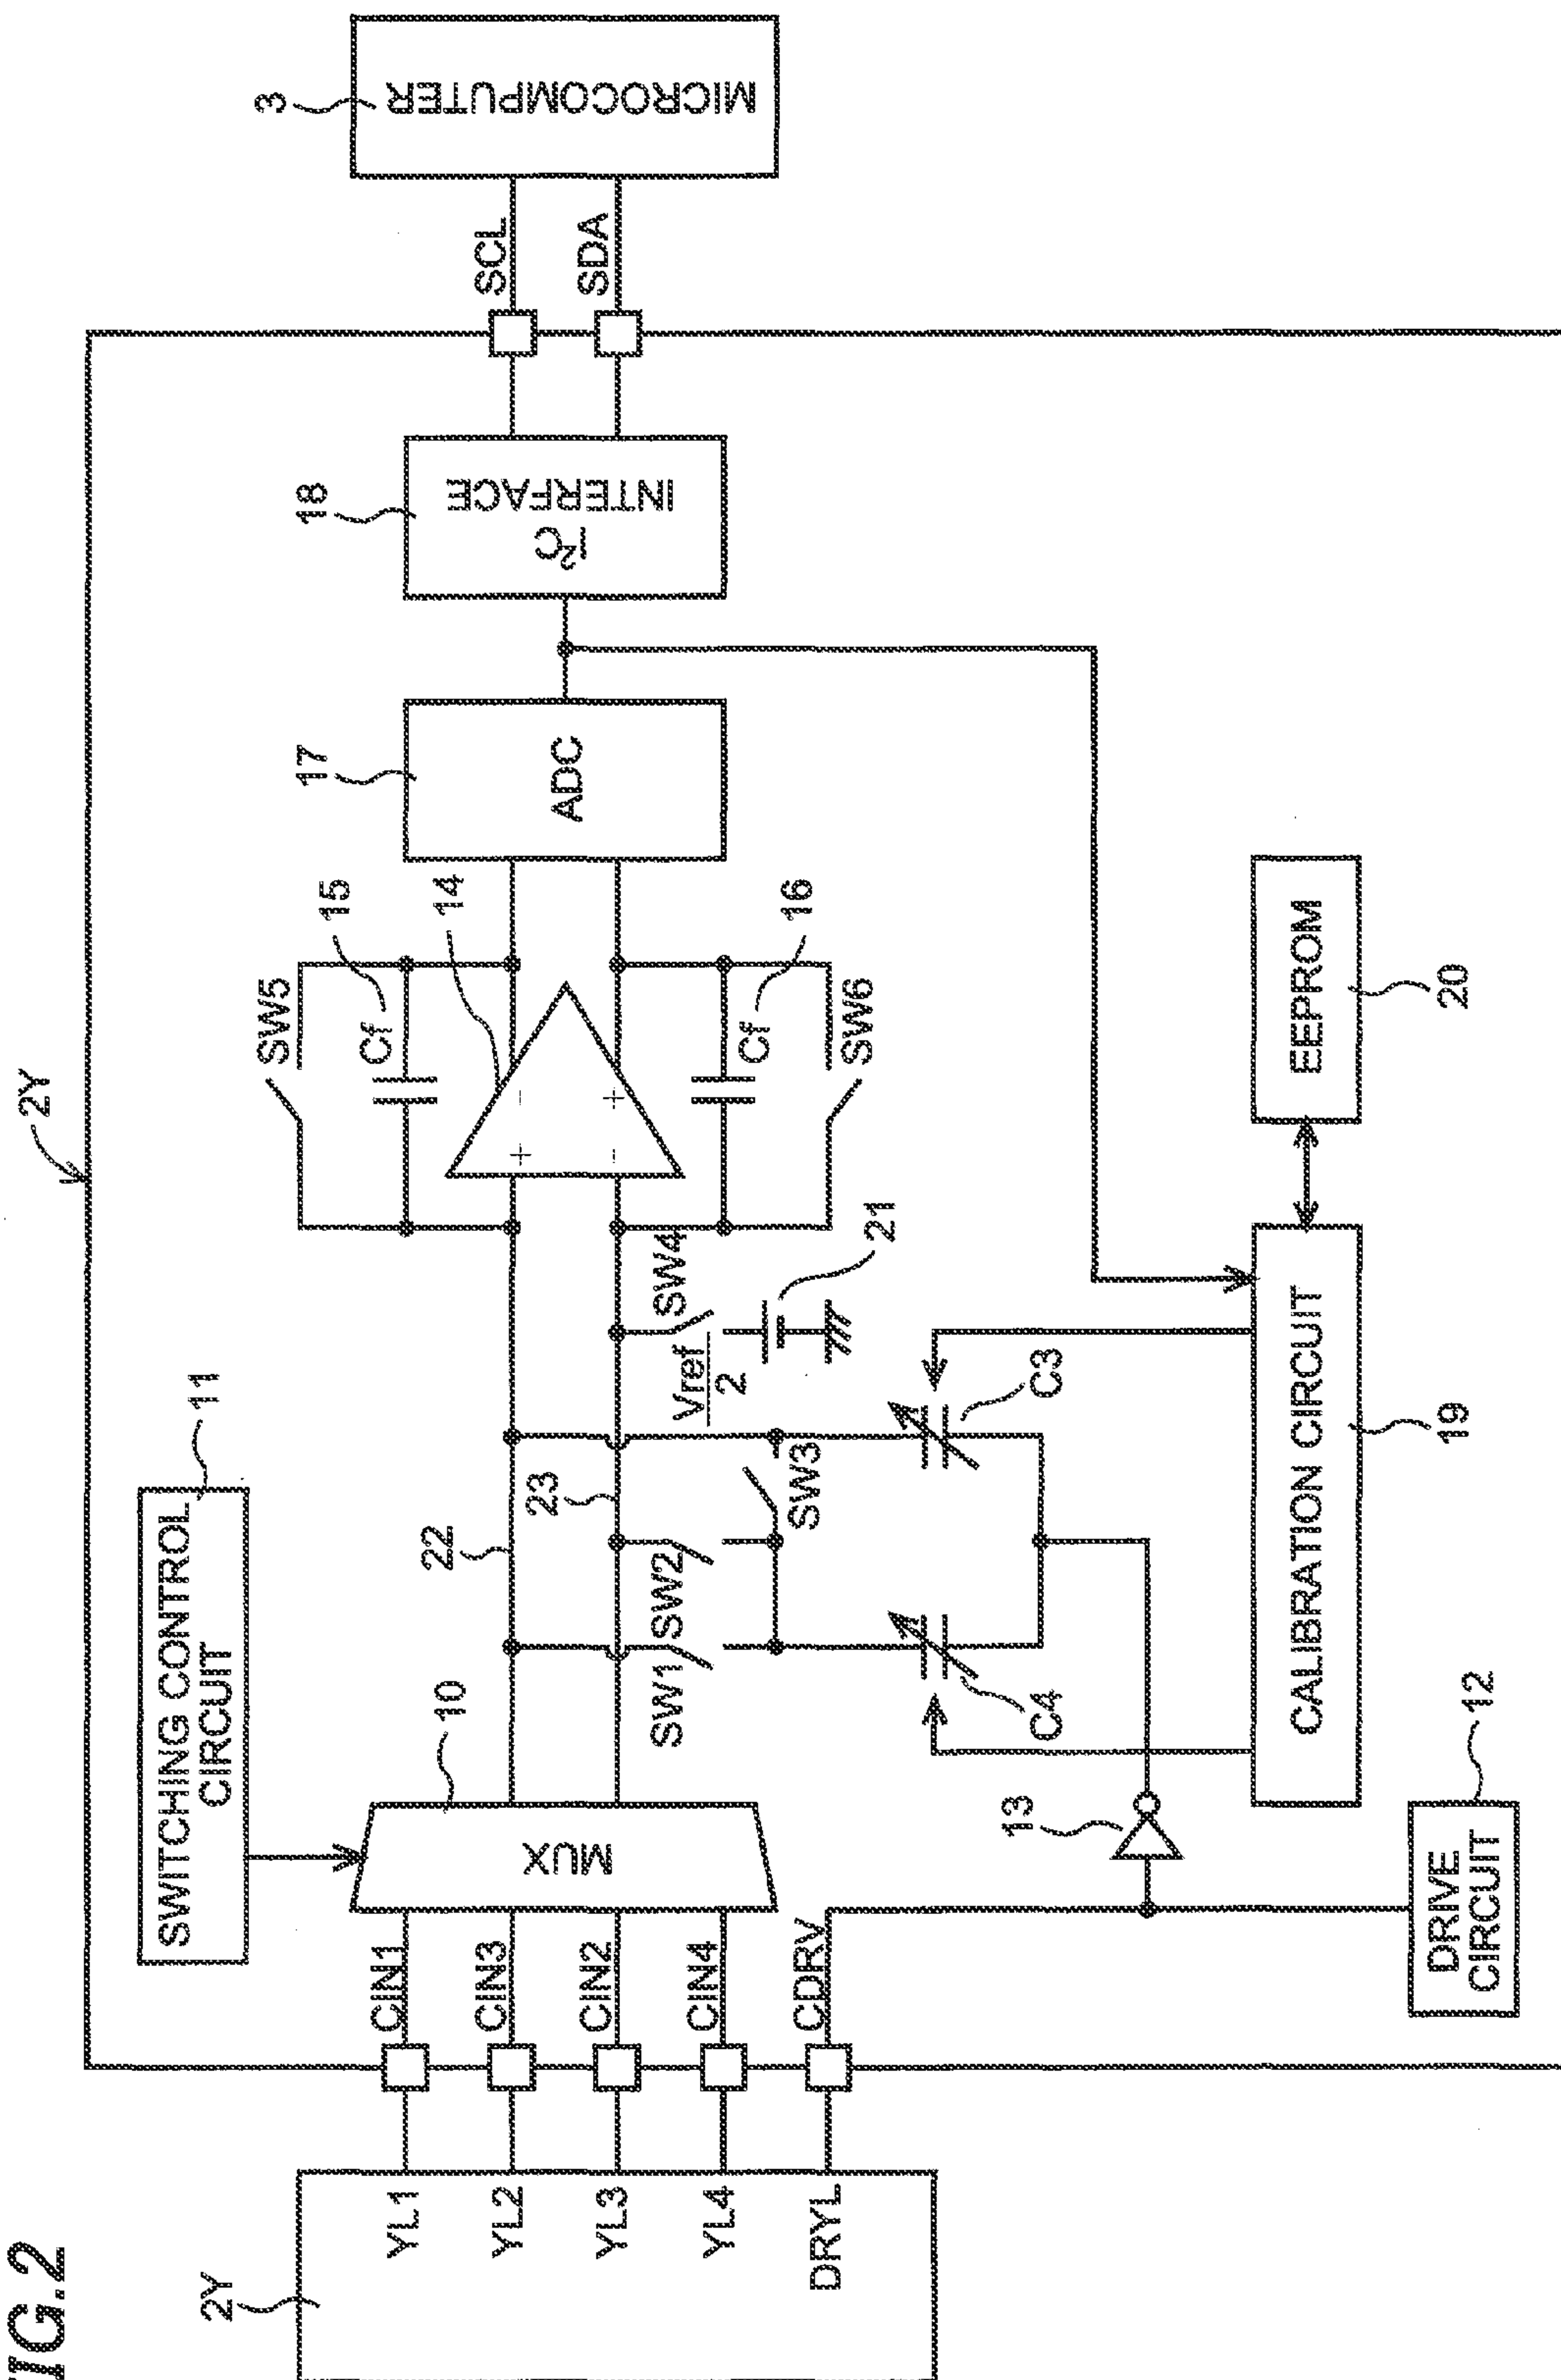 FIG.2
2Y
2Y
YL1
YL2
YL3
YL4
DRYL
CIN1
CIN3
CIN2
CIN4
CDRV
SWITCHING CONTROL
CIRCUIT
11
MUX
10
DRIVE
CIRCUIT
12
13
22
23
SW1
SW2
SW3
SW4
Vref
2
21
C4
C3
CALIBRATION CIRCUIT
19
EEPROM
20
SW5
Cf
15
14
+
-
-
+
Cf
16
SW6
ADC
17
I²C
INTERFACE
18
SCL
SDA
MICROCOMPUTER
3